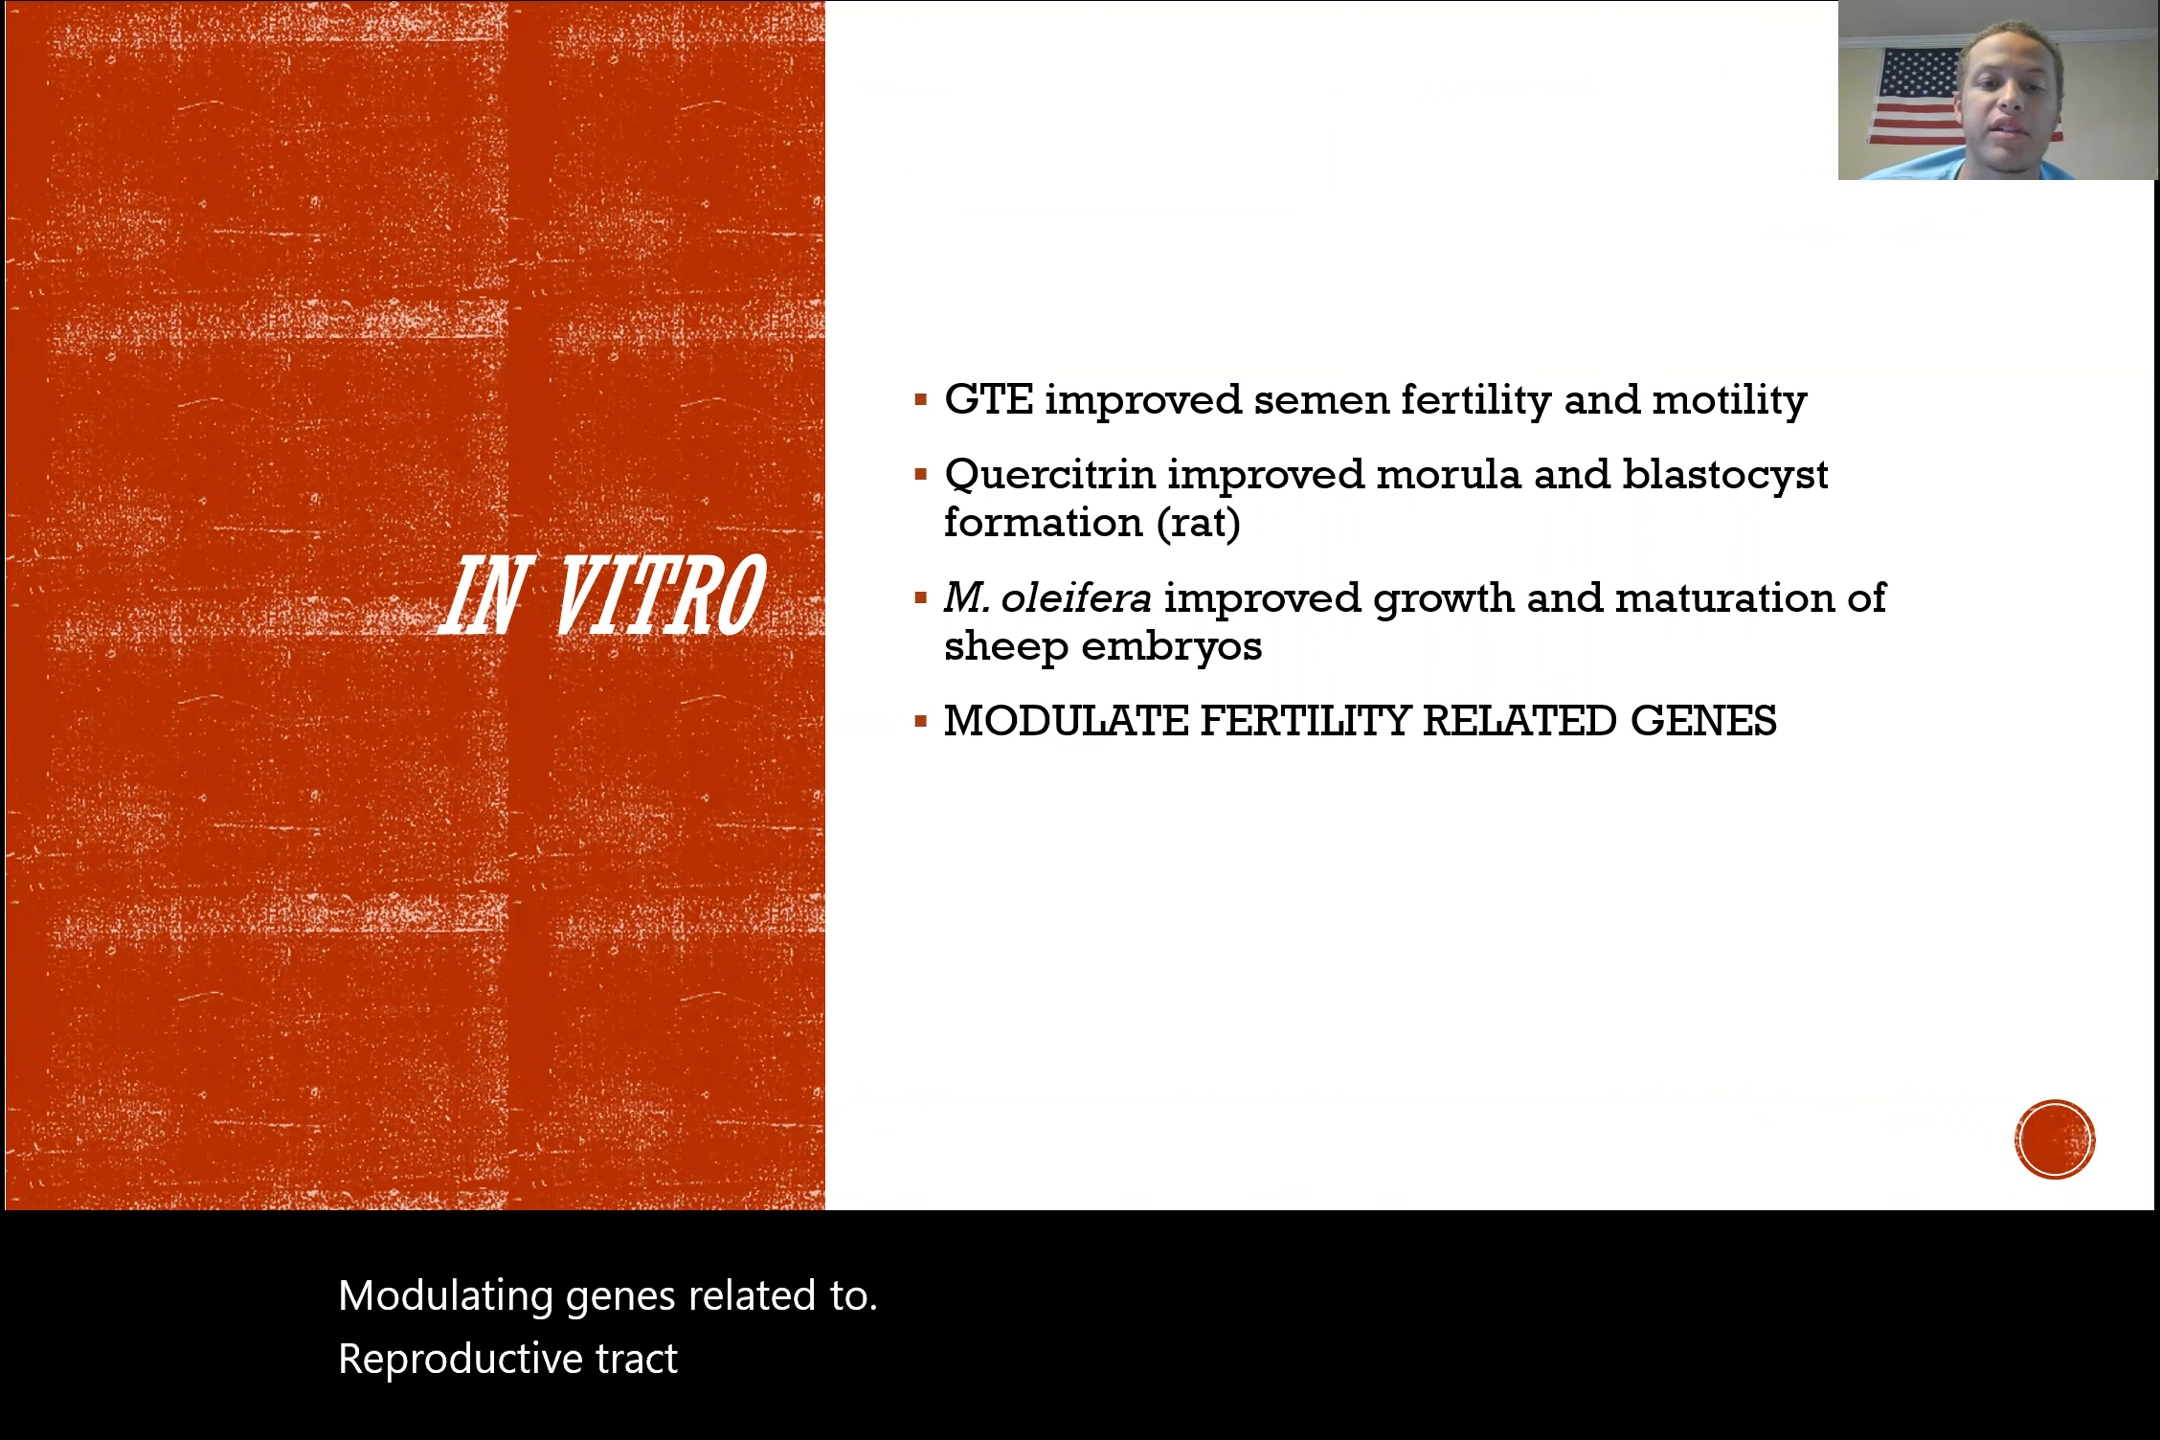 IN VITRO
GTE improved semen fertility and motility
Quercitrin improved morula and blastocyst
formation (rat)
M. oleifera improved growth and maturation of
sheep embryos
MODULATE FERTILITY RELATED GENES
Modulating genes related to.
Reproductive tract